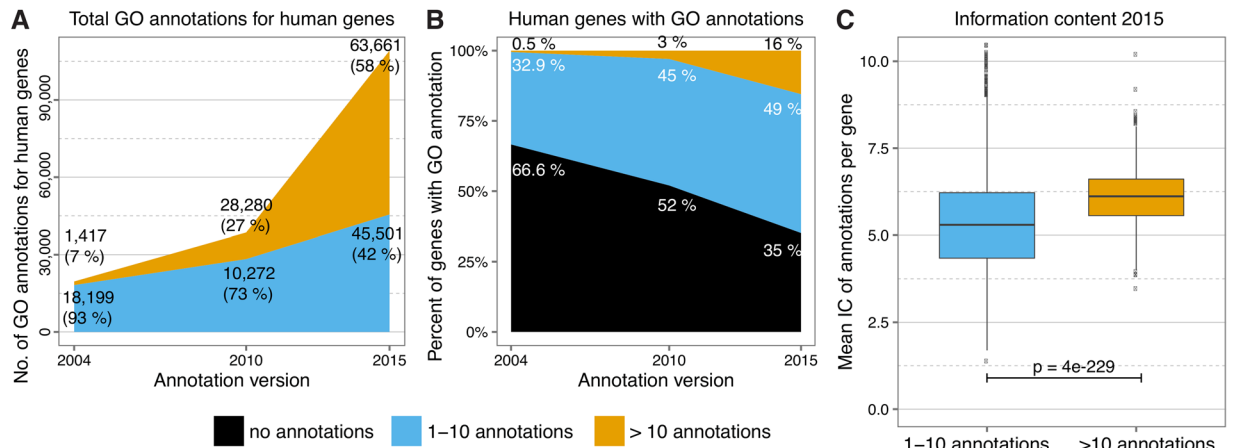 A
Total GO annotations for human genes
No. of GO annotations for human genes
90,000
60,000
30,000
0
63,661
(58 %)
28,280
(27 %)
1,417
(7 %)
45,501
(42 %)
10,272
(73 %)
18,199
(93 %)
2004
2010
2015
Annotation version
B
Human genes with GO annotations
Percent of genes with GO annotation
100%
75%
50%
25%
0%
0.5 %
3 %
16 %
32.9 %
45 %
49 %
66.6 %
52 %
35 %
2004
2010
2015
Annotation version
C
Information content 2015
Mean IC of annotations per gene
10.0
7.5
5.0
2.5
0.0
p = 4e-229
1–10 annotations
>10 annotations
no annotations
1–10 annotations
> 10 annotations